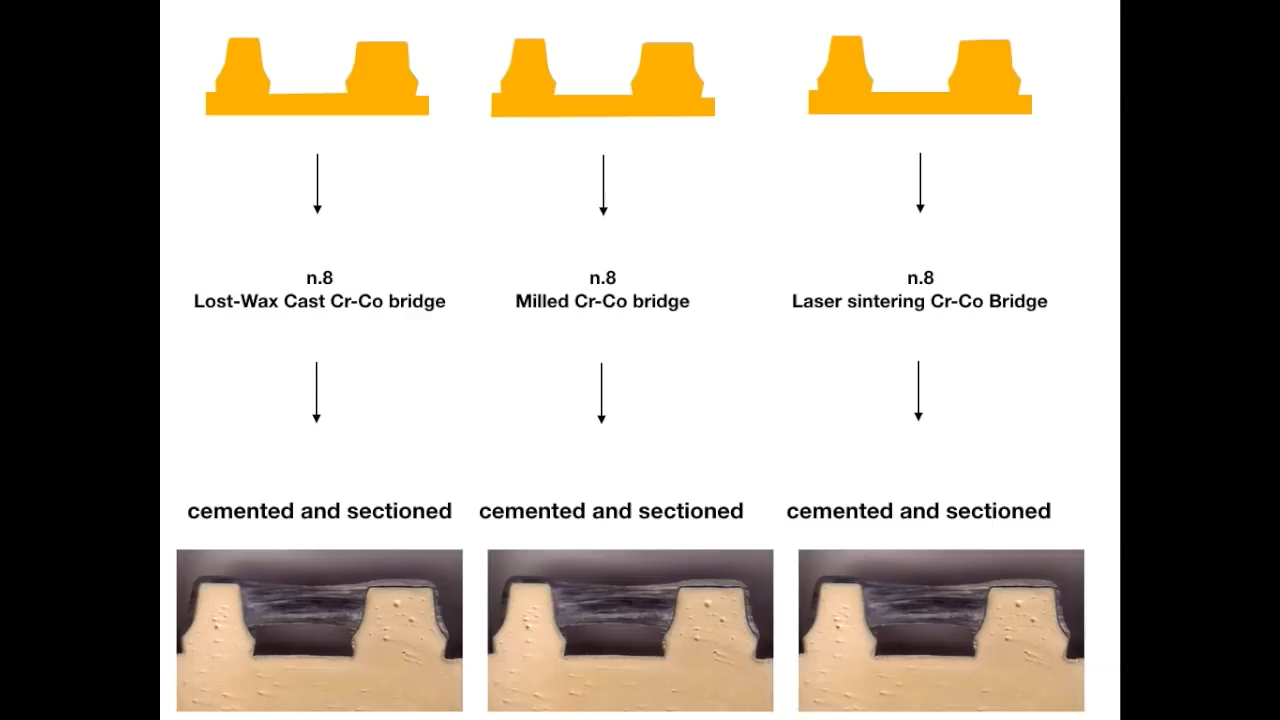 n.8
Lost-Wax Cast Cr-Co bridge
n.8
Milled Cr-Co bridge
n.8
Laser sintering Cr-Co Bridge
cemented and sectioned
cemented and sectioned
cemented and sectioned